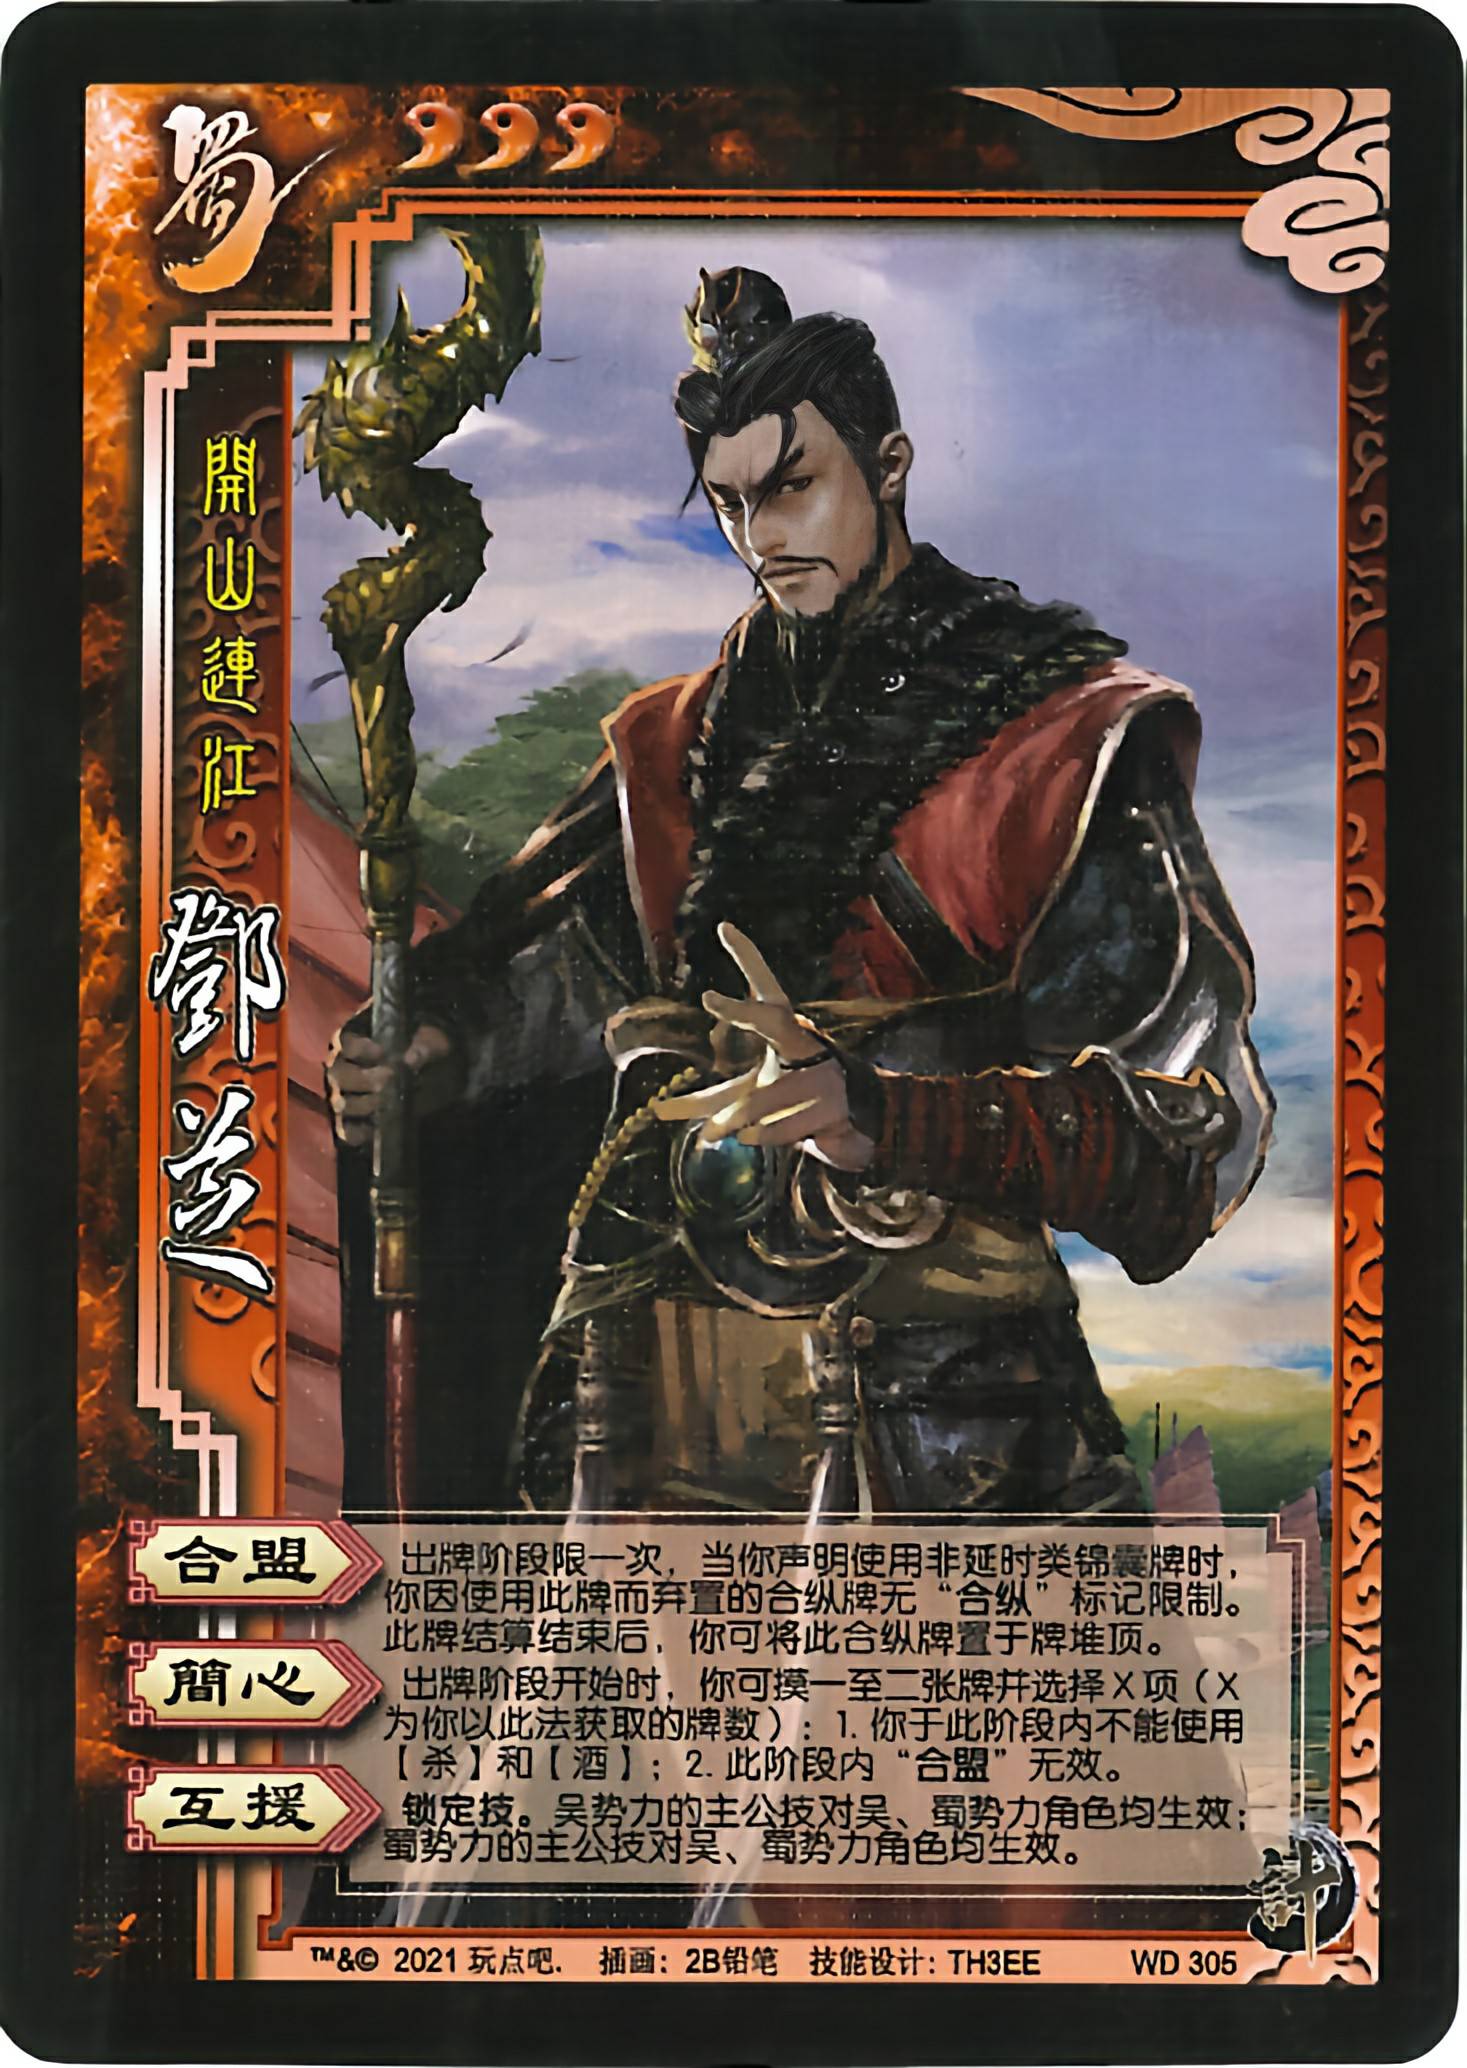 蜀
開山連江
鄧芝
合盟
出牌阶段限一次，当你声明使用非延时类锦囊牌时，
你因使用此牌而弃置的合纵牌无“合纵”标记限制。
此牌结算结束后，你可将此合纵牌置于牌堆顶。
簡心
出牌阶段开始时，你可摸一至二张牌并选择X项（X
为你以此法获取的牌数）：1. 你于此阶段内不能使用
【杀】和【酒】；2. 此阶段内“合盟”无效。
互援
锁定技。吴势力的主公技对吴、蜀势力角色均生效；
蜀势力的主公技对吴、蜀势力角色均生效。
計
™&© 2021 玩点吧. 插画：2B铅笔 技能设计：TH3EE WD 305